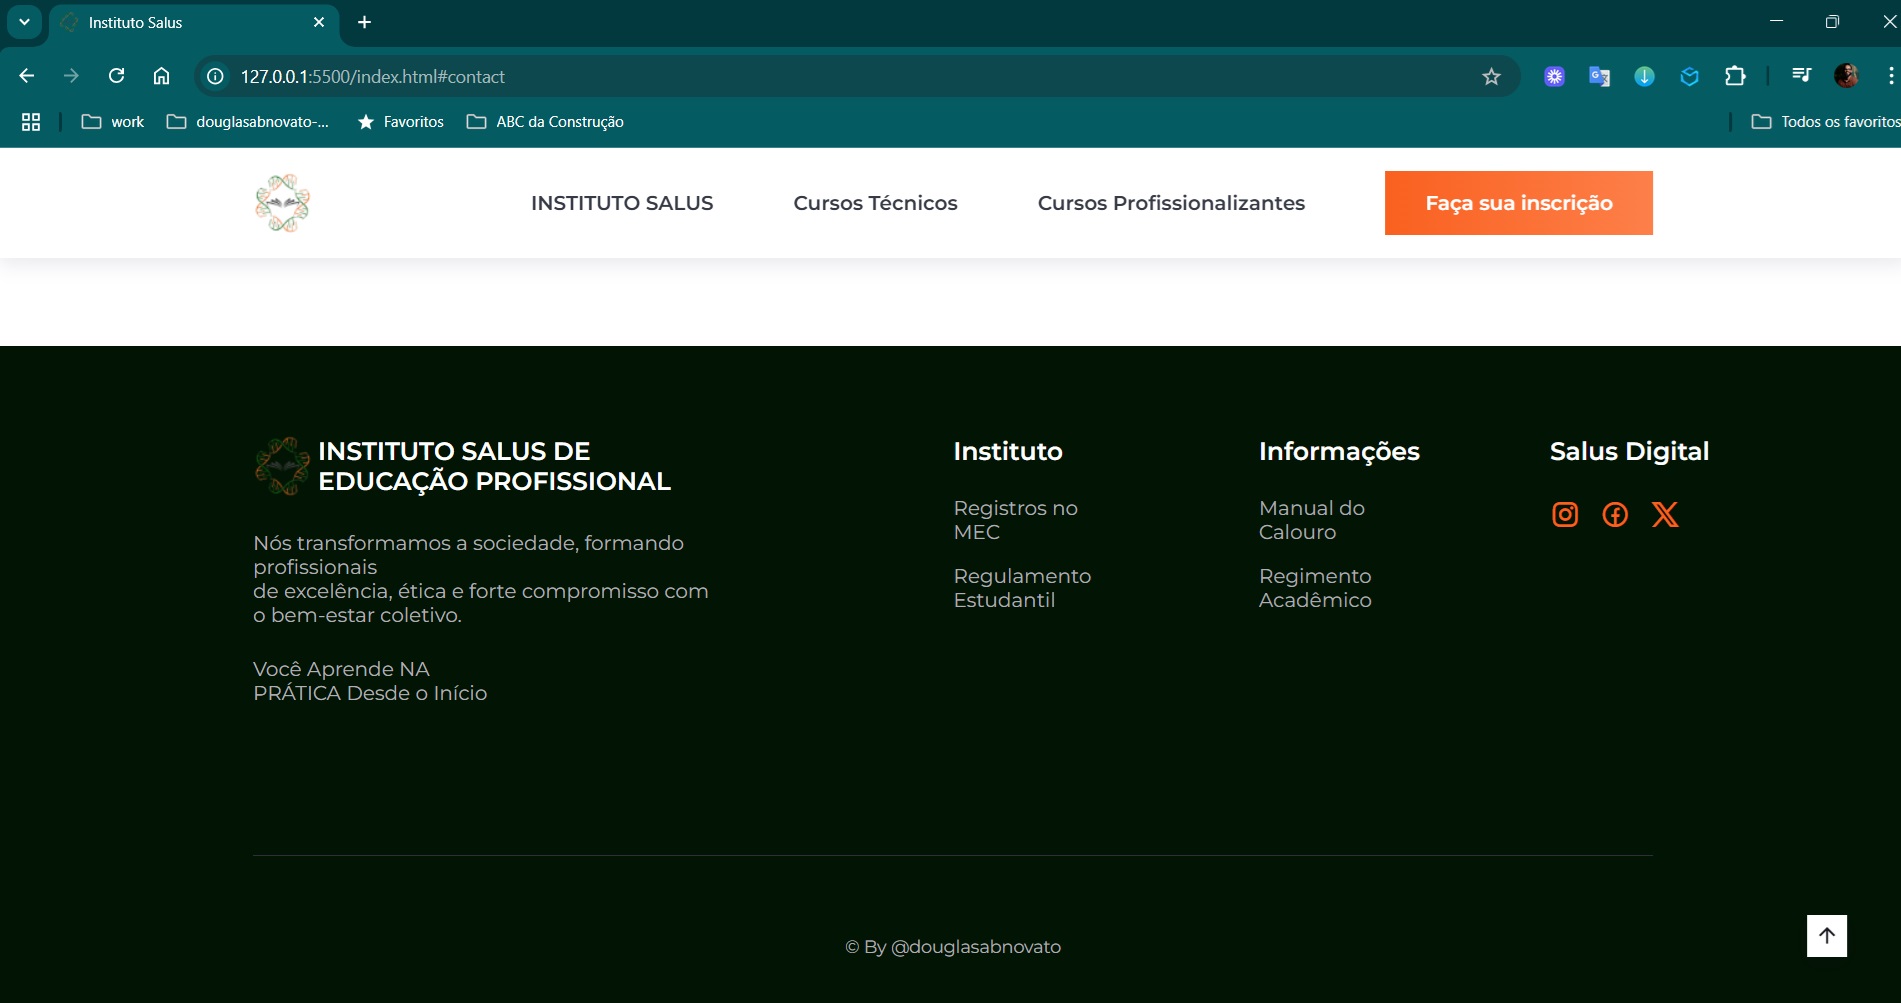 Instituto Salus
127.0.0.1:5500/index.html#contact
work
douglasabnovato-...
Favoritos
ABC da Construção
Todos os favoritos
INSTITUTO SALUS
Cursos Técnicos
Cursos Profissionalizantes
Faça sua inscrição
INSTITUTO SALUS DE
EDUCAÇÃO PROFISSIONAL
Nós transformamos a sociedade, formando
profissionais
de excelência, ética e forte compromisso com
o bem-estar coletivo.
Você Aprende NA
PRÁTICA Desde o Início
Instituto
Registros no
MEC
Regulamento
Estudantil
Informações
Manual do
Calouro
Regimento
Acadêmico
Salus Digital
© By @douglasabnovato